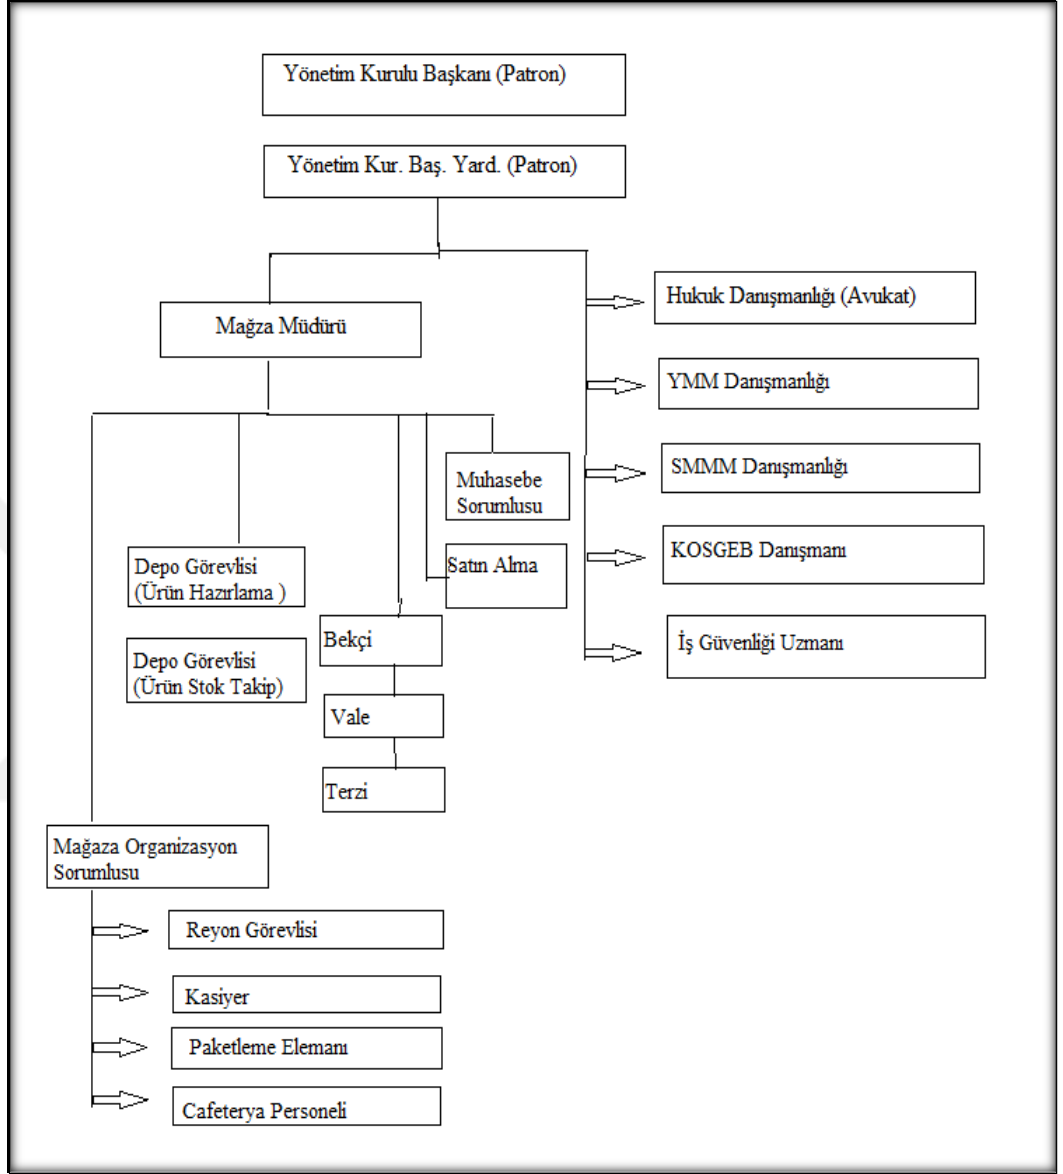 Yönetim Kurulu Başkanı (Patron)
Yönetim Kur. Baş. Yard. (Patron)
Mağza Müdürü
Hukuk Danışmanlığı (Avukat)
YMM Danışmanlığı
SMMM Danışmanlığı
KOSGEB Danışmanı
İş Güvenliği Uzmanı
Muhasebe
Sorumlusu
Satın Alma
Depo Görevlisi
(Ürün Hazırlama )
Depo Görevlisi
(Ürün Stok Takip)
Bekçi
Vale
Terzi
Mağaza Organizasyon
Sorumlusu
Reyon Görevlisi
Kasiyer
Paketleme Elemanı
Cafeterya Personeli